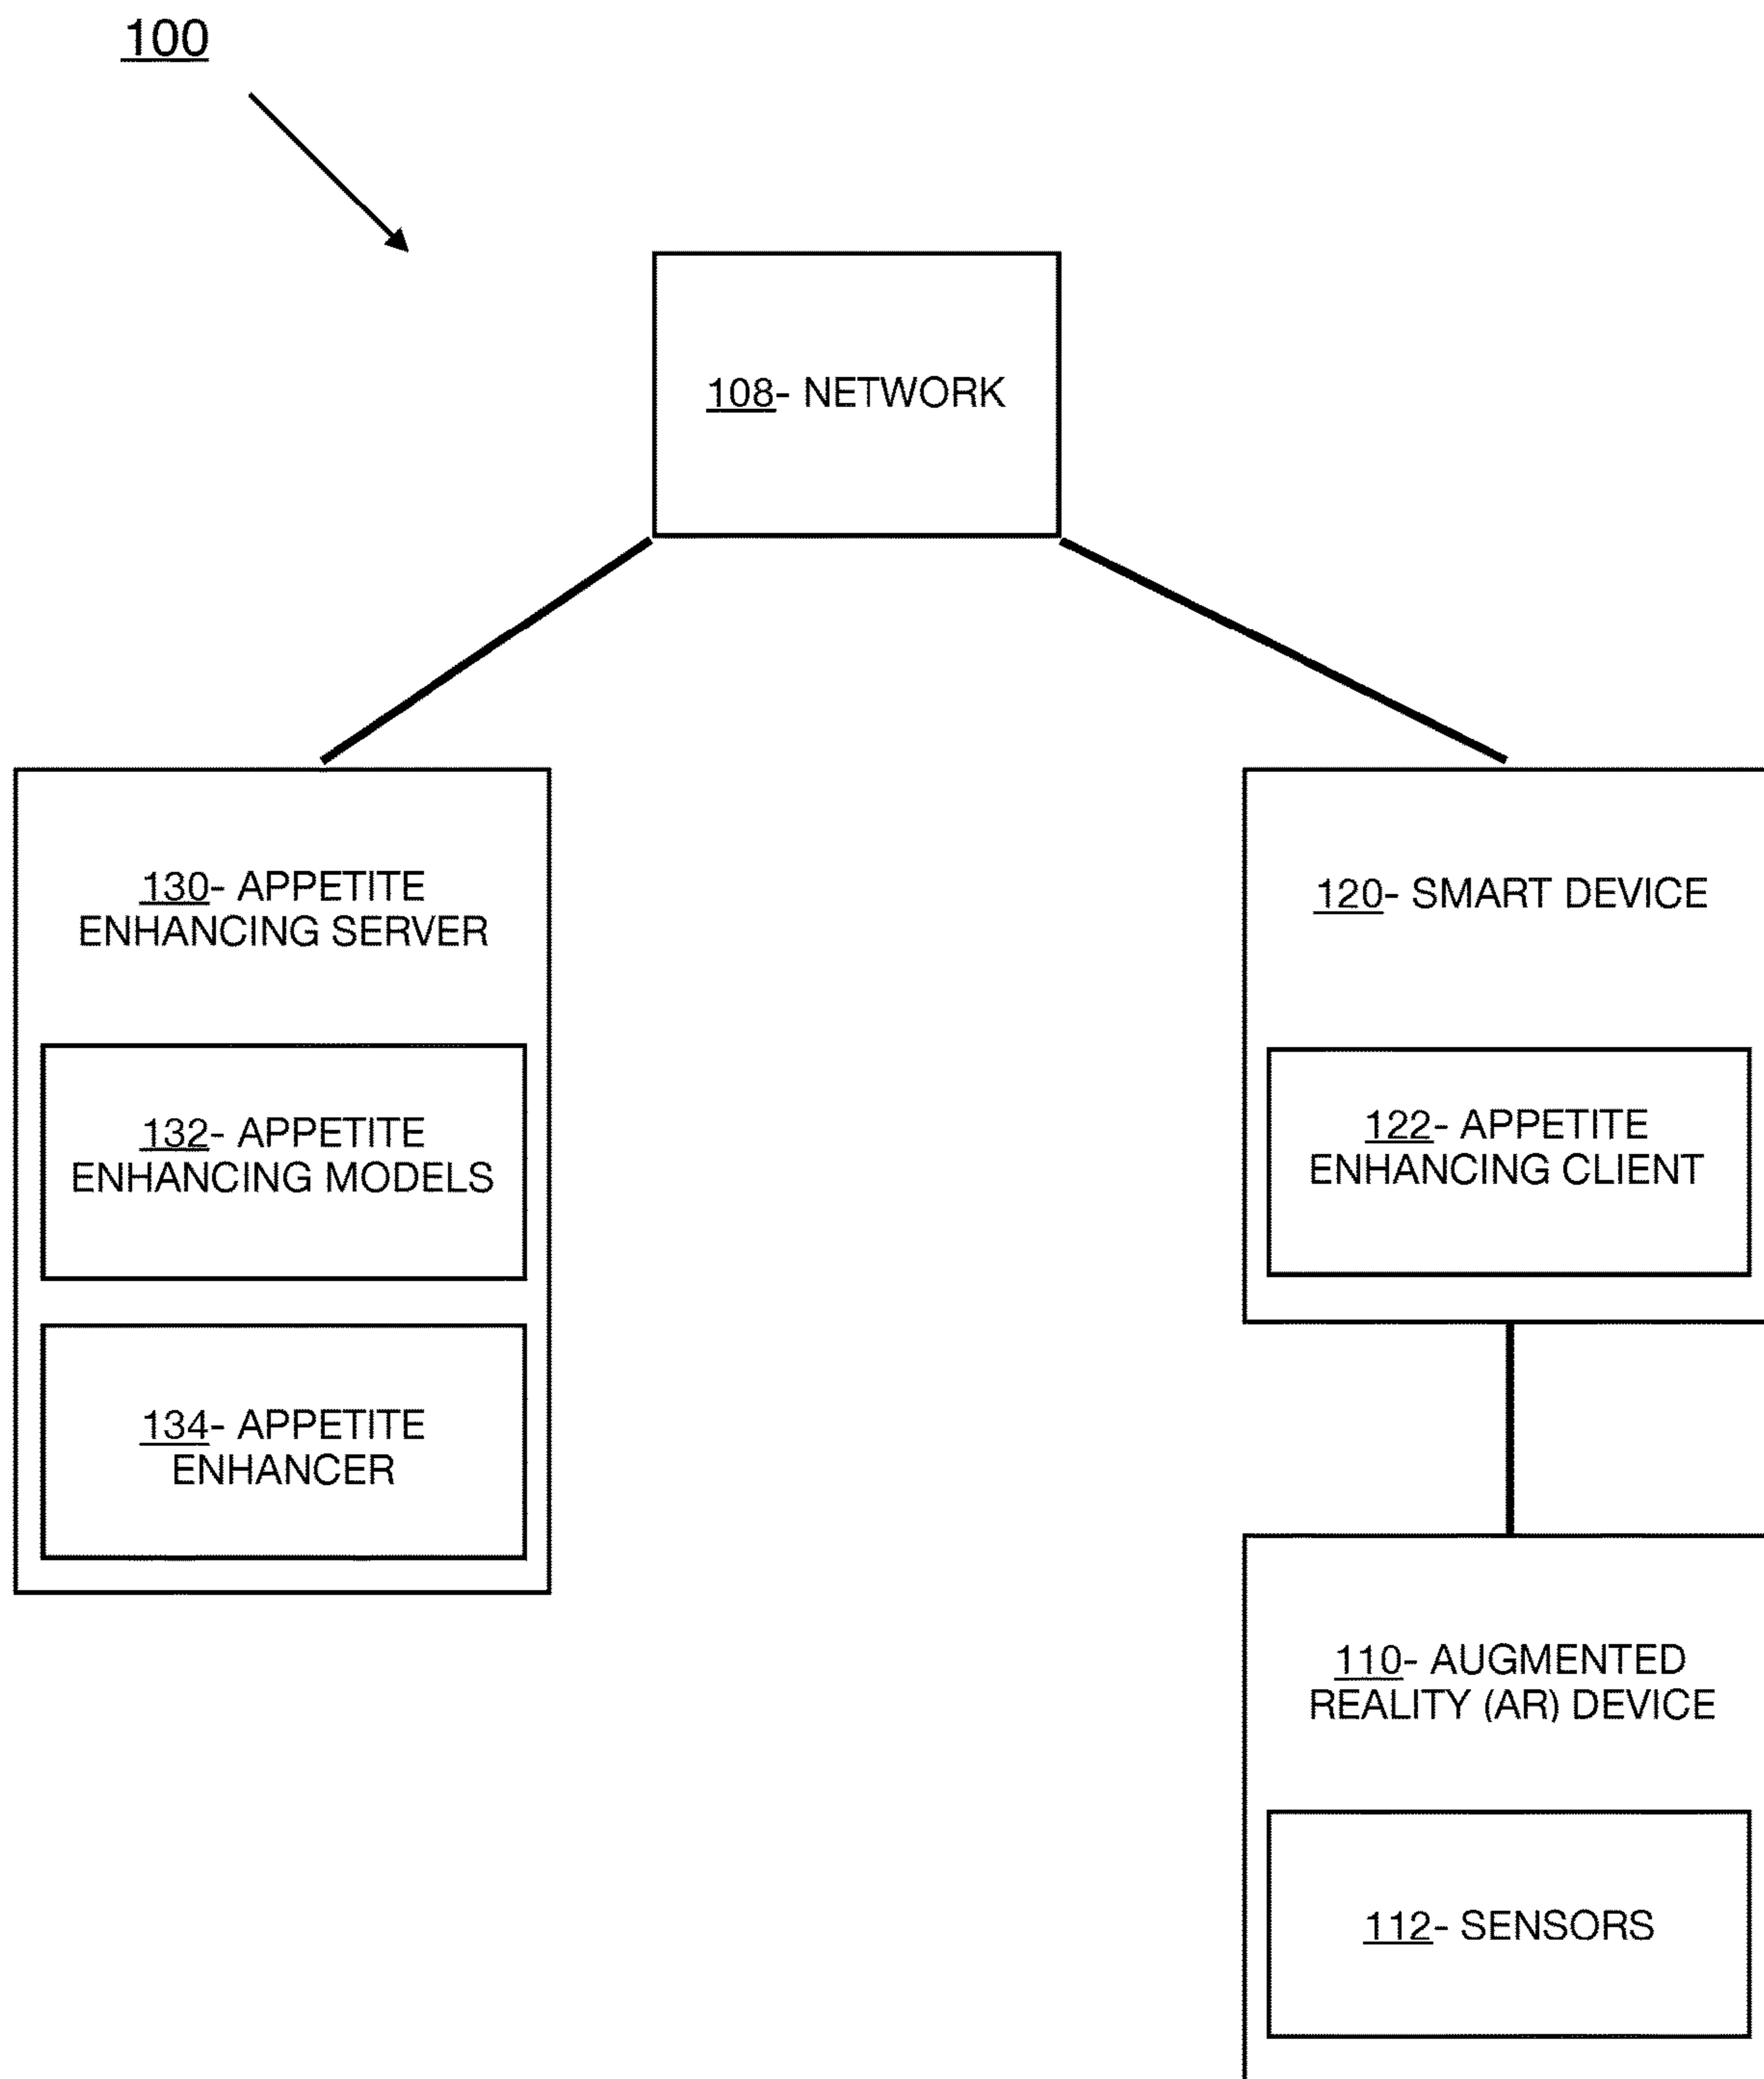 100
108- NETWORK
130- APPETITE
ENHANCING SERVER
132- APPETITE
ENHANCING MODELS
134- APPETITE
ENHANCER
120- SMART DEVICE
122- APPETITE
ENHANCING CLIENT
110- AUGMENTED
REALITY (AR) DEVICE
112- SENSORS